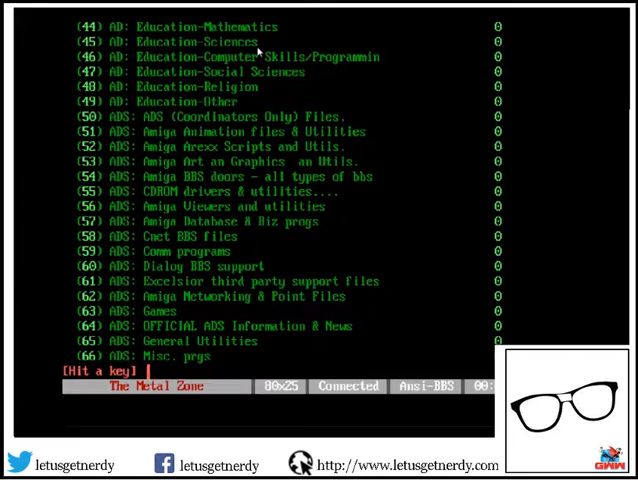 (44) AD: Education-Mathematics 0
(45) AD: Education-Sciences 0
(46) AD: Education-Computer Skills/Programmin 0
(47) AD: Education-Social Sciences 0
(48) AD: Education-Religion 0
(49) AD: Education-Other 0
(50) ADS: ADS (Coordinators Only) Files. 0
(51) ADS: Amiga Animation files & Utilities 0
(52) ADS: Amiga Arexx Scripts and Utils. 0
(53) ADS: Amiga Art an Graphics an Utils. 0
(54) ADS: Amiga BBS doors - all types of bbs 0
(55) ADS: CDROM drivers & utilities.... 0
(56) ADS: Amiga Viewers and utilities 0
(57) ADS: Amiga Database & Biz progs 0
(58) ADS: Cnet BBS files 0
(59) ADS: Comm programs 0
(60) ADS: Dialog BBS support 0
(61) ADS: Excelsior third party support files 0
(62) ADS: Amiga Networking & Point Files 0
(63) ADS: Games 0
(64) ADS: OFFICIAL ADS Information & News 0
(65) ADS: General Utilities 0
(66) ADS: Misc. prgs 0
[Hit a key]
The Metal Zone 80x25 Connected Ansi-BBS 00:
letusgetnerdy letusgetnerdy http://www.letusgetnerdy.com
GWW